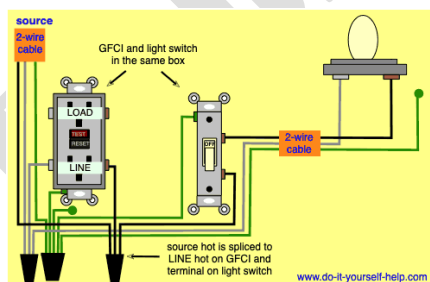 source
2-wire
cable
GFCI and light switch
in the same box
LOAD
TEST
RESET
LINE
OFF
2-wire
cable
source hot is spliced to
LINE hot on GFCI and
terminal on light switch
www.do-it-yourself-help.com